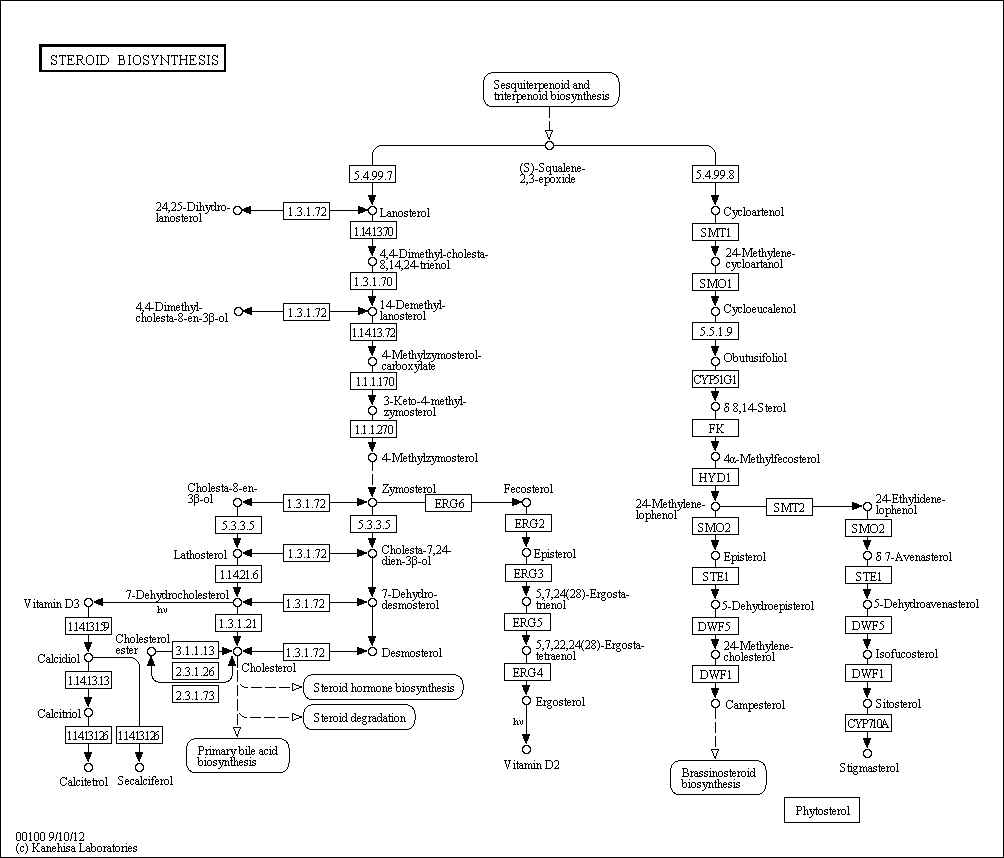 STEROID BIOSYNTHESIS
Sesquiterpenoid and
triterpenoid biosynthesis
(S)-Squalene-
2,3-epoxide
5.4.99.7
5.4.99.8
24,25-Dihydro-
lanosterol
1.3.1.72
Lanosterol
Cycloartenol
1.14.13.70
SMT1
4,4-Dimethyl-cholesta-
8,14,24-trienol
24-Methylene-
cycloartanol
1.3.1.70
SMO1
4,4-Dimethyl-
cholesta-8-en-3β-ol
1.3.1.72
14-Demethyl-
lanosterol
Cycloeucalenol
1.14.13.72
5.5.1.9
4-Methylzymosterol-
carboxylate
Obtusifoliol
1.1.1.170
CYP51G1
3-Keto-4-methyl-
zymosterol
δ 8,14-Sterol
1.1.1.270
FK
4-Methylzymosterol
4α-Methylfecosterol
HYD1
Cholesta-8-en-
3β-ol
1.3.1.72
Zymosterol
ERG6
Fecosterol
24-Methylene-
lophenol
SMT2
24-Ethylidene-
lophenol
5.3.3.5
5.3.3.5
ERG2
SMO2
SMO2
Lathosterol
1.3.1.72
Cholesta-7,24-
dien-3β-ol
Episterol
Episterol
δ 7-Avenasterol
1.14.21.6
ERG3
STE1
STE1
Vitamin D3
7-Dehydrocholesterol
hν
1.3.1.72
7-Dehydro-
desmosterol
5,7,24(28)-Ergosta-
trienol
5-Dehydroepisterol
5-Dehydroavenasterol
1.14.13.159
1.3.1.21
ERG5
DWF5
DWF5
Calcidiol
Cholesterol
ester
3.1.1.13
2.3.1.26
2.3.1.73
Cholesterol
1.3.1.72
Desmosterol
5,7,22,24(28)-Ergosta-
tetraenol
24-Methylene-
cholesterol
Isofucosterol
1.14.13.13
ERG4
DWF1
DWF1
Steroid hormone biosynthesis
Calcitriol
Steroid degradation
Ergosterol
Campesterol
Sitosterol
1.14.13.126
1.14.13.126
hν
CYP710A
Calcitetrol
Secalciferol
Primary bile acid
biosynthesis
Vitamin D2
Brassinosteroid
biosynthesis
Stigmasterol
Phytosterol
00100 9/10/12
(c) Kanehisa Laboratories